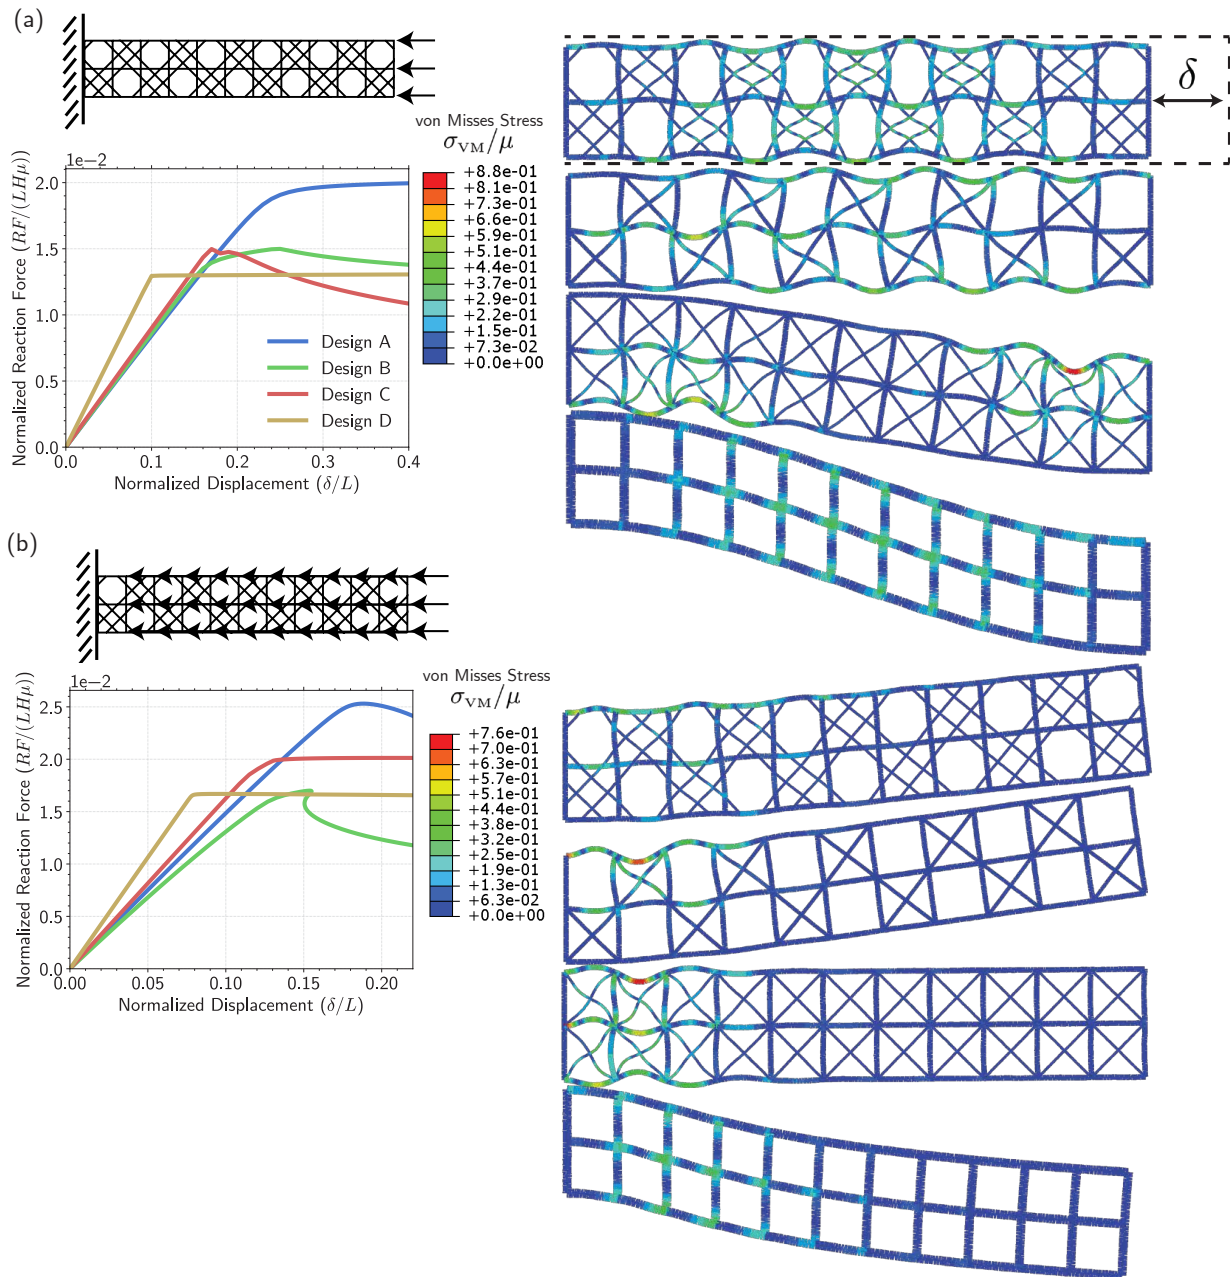 (a)
δ
von Misses Stress
σVM/μ
+8.8e-01
+8.1e-01
+7.3e-01
+6.6e-01
+5.9e-01
+5.1e-01
+4.4e-01
+3.7e-01
+2.9e-01
+2.2e-01
+1.5e-01
+7.3e-02
+0.0e+00
1e−2
Normalized Reaction Force (RF/(LHμ))
2.0
1.5
1.0
0.5
0.0
Design A
Design B
Design C
Design D
0.0 0.1 0.2 0.3 0.4
Normalized Displacement (δ/L)
(b)
von Misses Stress
σVM/μ
+7.6e-01
+7.0e-01
+6.3e-01
+5.7e-01
+5.1e-01
+4.4e-01
+3.8e-01
+3.2e-01
+2.5e-01
+1.9e-01
+1.3e-01
+6.3e-02
+0.0e+00
1e−2
Normalized Reaction Force (RF/(LHμ))
2.5
2.0
1.5
1.0
0.5
0.0
0.00 0.05 0.10 0.15 0.20
Normalized Displacement (δ/L)